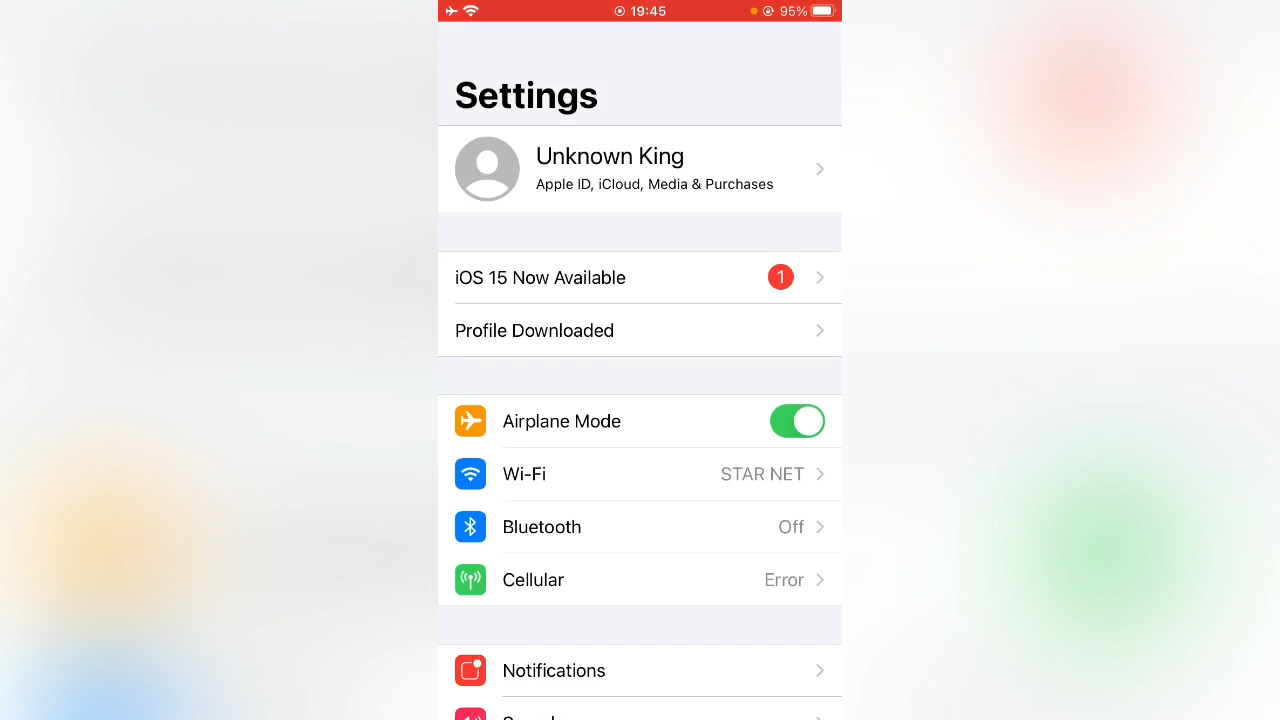 19:45
95%
Settings
Unknown King
Apple ID, iCloud, Media & Purchases
iOS 15 Now Available 1
Profile Downloaded
Airplane Mode
Wi-Fi STAR NET
Bluetooth Off
Cellular Error
Notifications